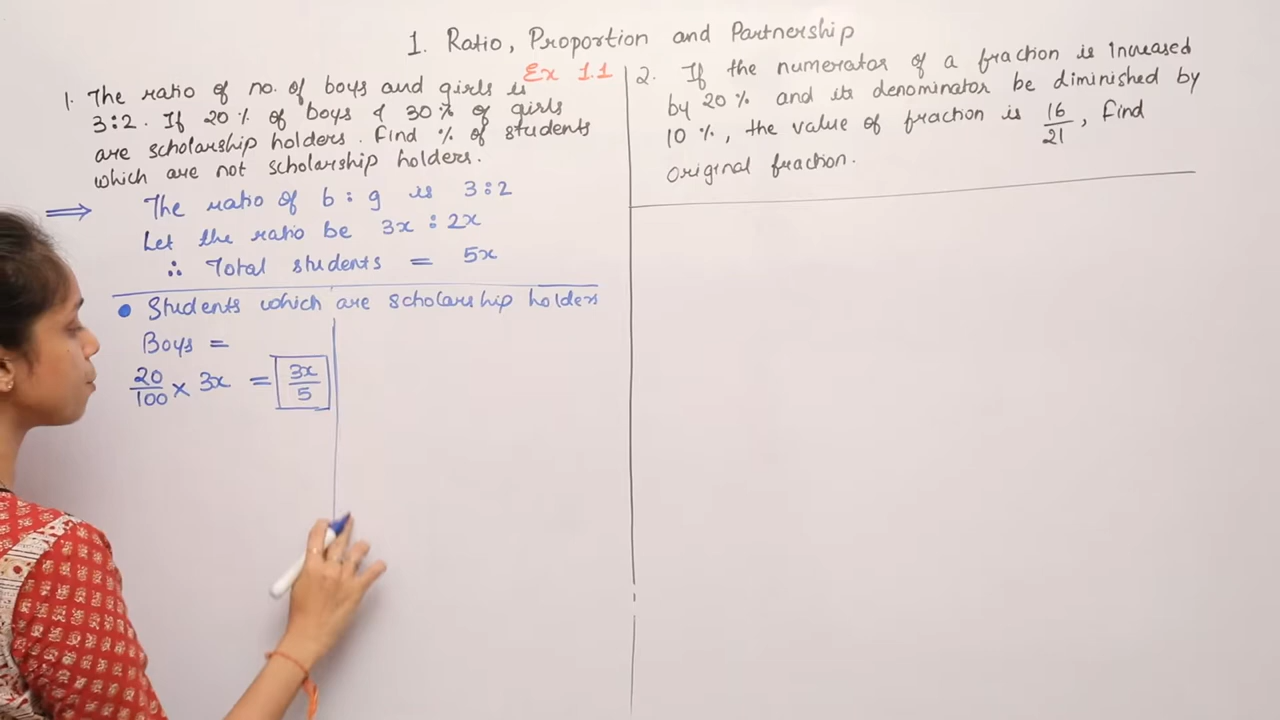 1. Ratio, Proportion and Partnership
Ex 1.1
1. The ratio of no. of boys and girls is
3:2. If 20% of boys & 30% of girls
are scholarship holders. Find % of students
which are not scholarship holders.
⟹ The ratio of b : g is 3:2
Let the ratio be 3x : 2x
∴ Total students = 5x
• Students which are scholarship holders
Boys =
20/100 × 3x = 3x/5
2. If the numerator of a fraction is increased
by 20% and its denominator be diminished by
10%, the value of fraction is 16/21, find
original fraction.